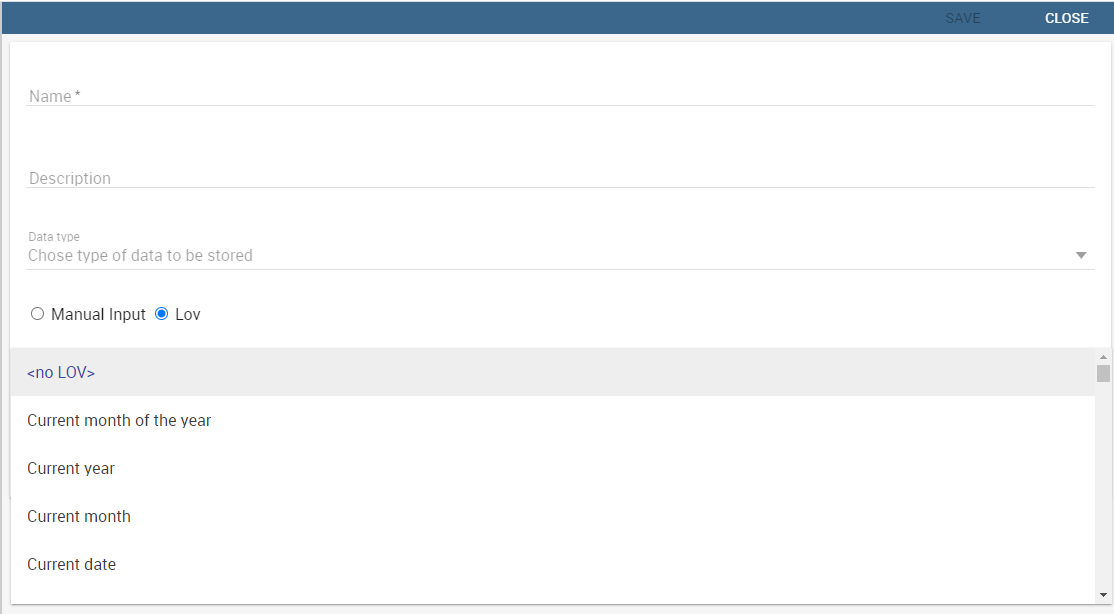 SAVE CLOSE
Name *
Description
Data type
Chose type of data to be stored
Manual Input Lov
<no LOV>
Current month of the year
Current year
Current month
Current date